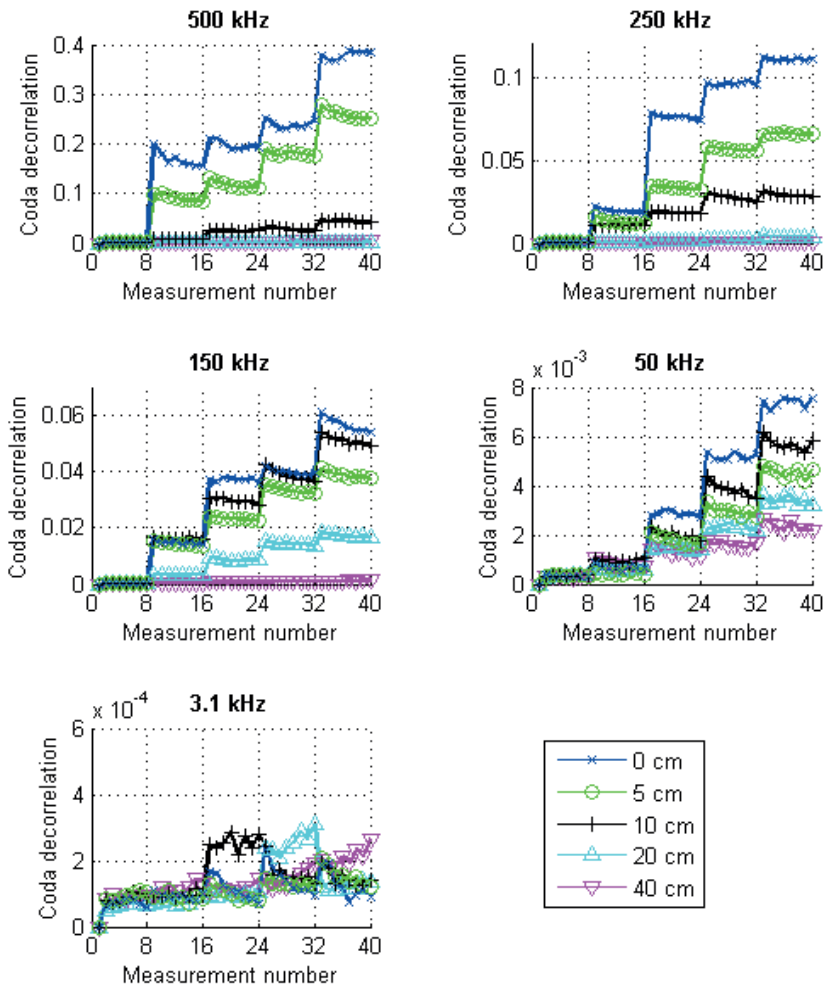 500 kHz
Coda decorrelation
0.4
0.3
0.2
0.1
0
0 8 16 24 32 40
Measurement number
250 kHz
Coda decorrelation
0.1
0.05
0
0 8 16 24 32 40
Measurement number
150 kHz
Coda decorrelation
0.06
0.04
0.02
0
0 8 16 24 32 40
Measurement number
50 kHz
x 10⁻³
Coda decorrelation
8
6
4
2
0
0 8 16 24 32 40
Measurement number
3.1 kHz
x 10⁻⁴
Coda decorrelation
6
4
2
0
0 8 16 24 32 40
Measurement number
0 cm
5 cm
10 cm
20 cm
40 cm